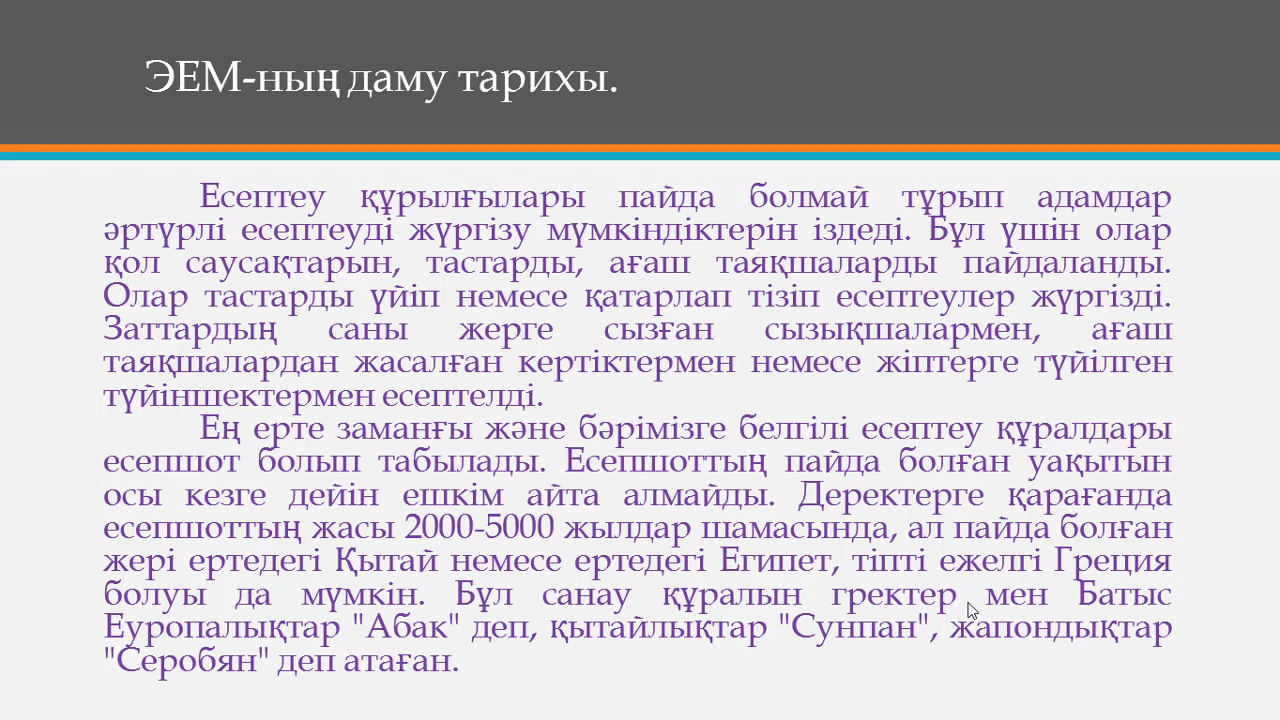 ЭЕМ-ның даму тарихы.
Есептеу құрылғылары пайда болмай тұрып адамдар
әртүрлі есептеуді жүргізу мүмкіндіктерін іздеді. Бұл үшін олар
қол саусақтарын, тастарды, ағаш таяқшаларды пайдаланды.
Олар тастарды үйіп немесе қатарлап тізіп есептеулер жүргізді.
Заттардың саны жерге сызған сызықшалармен, ағаш
таяқшалардан жасалған кертіктермен немесе жіптерге түйілген
түйіншектермен есептелді.
Ең ерте заманғы және бәрімізге белгілі есептеу құралдары
есепшот болып табылады. Есепшоттың пайда болған уақытын
осы кезге дейін ешкім айта алмайды. Деректерге қарағанда
есепшоттың жасы 2000-5000 жылдар шамасында, ал пайда болған
жері ертедегі Қытай немесе ертедегі Египет, тіпті ежелгі Греция
болуы да мүмкін. Бұл санау құралын гректер мен Батыс
Еуропалықтар "Абак" деп, қытайлықтар "Сунпан", жапондықтар
"Серобян" деп атаған.